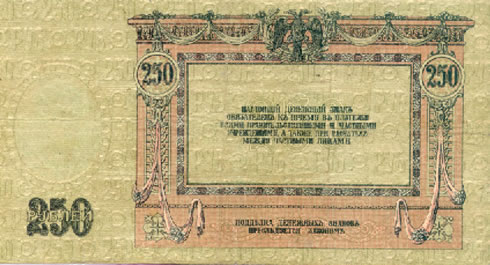 250
250
НАСТОЯЩІЙ ДЕНЕЖНЫЙ ЗНАКЪ
ОБЯЗАТЕЛЕНЪ КЪ ПРІЕМУ ВЪ ПЛАТЕЖИ
ВСѢМИ ПРАВИТЕЛЬСТВЕННЫМИ И ЧАСТНЫМИ
УЧРЕЖДЕНІЯМИ, А ТАКЖЕ ПРИ РАСЧЕТАХЪ
МЕЖДУ ЧАСТНЫМИ ЛИЦАМИ.
250
РУБЛЕЙ
ПОДДѢЛКА ДЕНЕЖНЫХЪ ЗНАКОВЪ
ПРЕСЛѢДУЕТСЯ ЗАКОНОМЪ